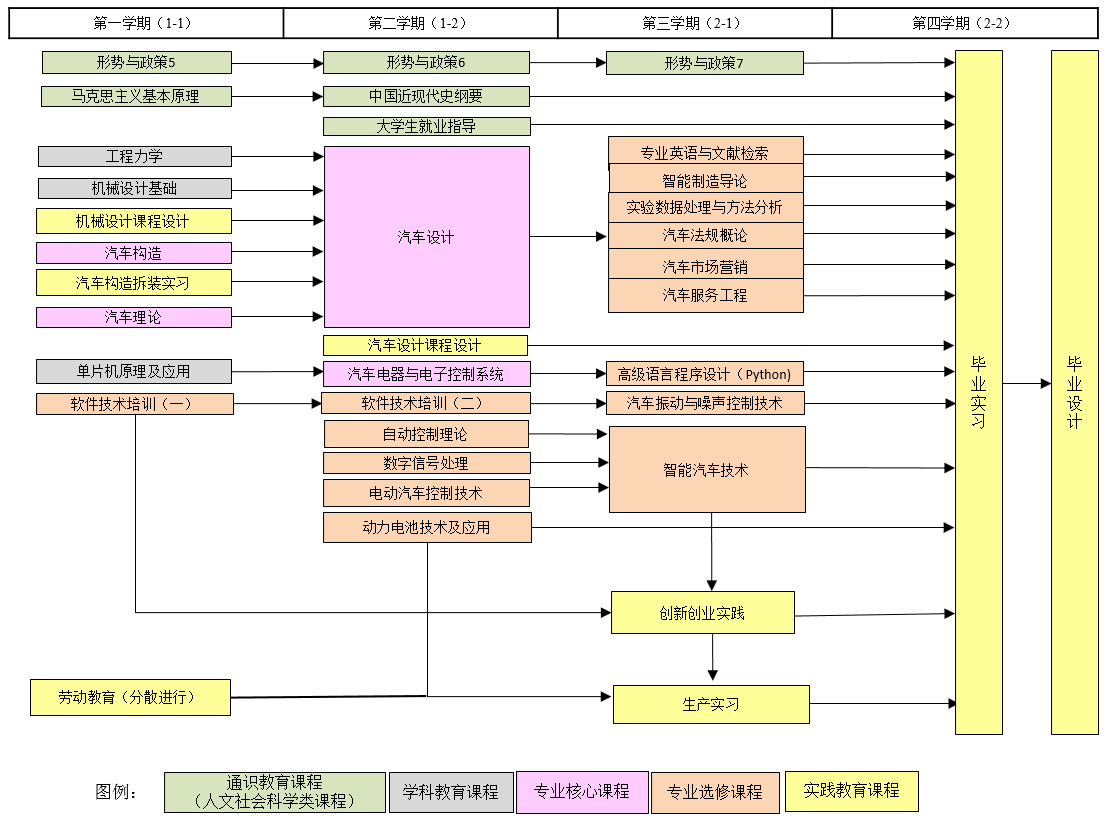 第一学期（1-1）
第二学期（1-2）
第三学期（2-1）
第四学期（2-2）
形势与政策5
形势与政策6
形势与政策7
马克思主义基本原理
中国近现代史纲要
大学生就业指导
工程力学
机械设计基础
机械设计课程设计
汽车构造
汽车构造拆装实习
汽车理论
汽车设计
专业英语与文献检索
智能制造导论
实验数据处理与方法分析
汽车法规概论
汽车市场营销
汽车服务工程
汽车设计课程设计
单片机原理及应用
汽车电器与电子控制系统
高级语言程序设计（Python)
软件技术培训（一）
软件技术培训（二）
汽车振动与噪声控制技术
自动控制理论
数字信号处理
电动汽车控制技术
智能汽车技术
动力电池技术及应用
创新创业实践
劳动教育（分散进行）
生产实习
毕业实习
毕业设计
图例：
通识教育课程
（人文社会科学类课程）
学科教育课程
专业核心课程
专业选修课程
实践教育课程